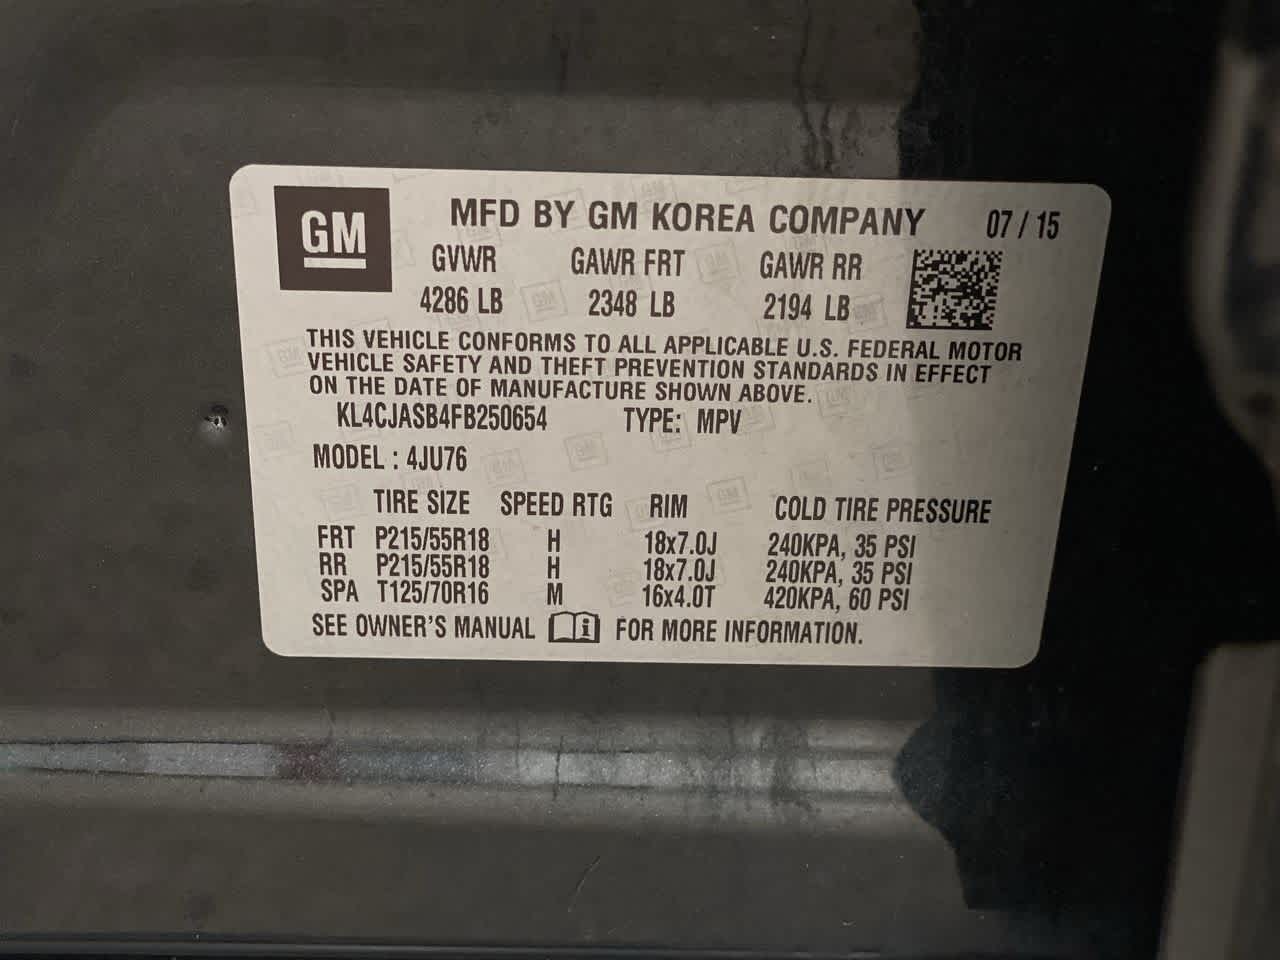 GM
MFD BY GM KOREA COMPANY 07 / 15
GVWR GAWR FRT GAWR RR
4286 LB 2348 LB 2194 LB
THIS VEHICLE CONFORMS TO ALL APPLICABLE U.S. FEDERAL MOTOR
VEHICLE SAFETY AND THEFT PREVENTION STANDARDS IN EFFECT
ON THE DATE OF MANUFACTURE SHOWN ABOVE.
KL4CJASB4FB250654 TYPE: MPV
MODEL : 4JU76
TIRE SIZE SPEED RTG RIM COLD TIRE PRESSURE
FRT P215/55R18 H 18x7.0J 240KPA, 35 PSI
RR P215/55R18 H 18x7.0J 240KPA, 35 PSI
SPA T125/70R16 M 16x4.0T 420KPA, 60 PSI
SEE OWNER'S MANUAL i FOR MORE INFORMATION.